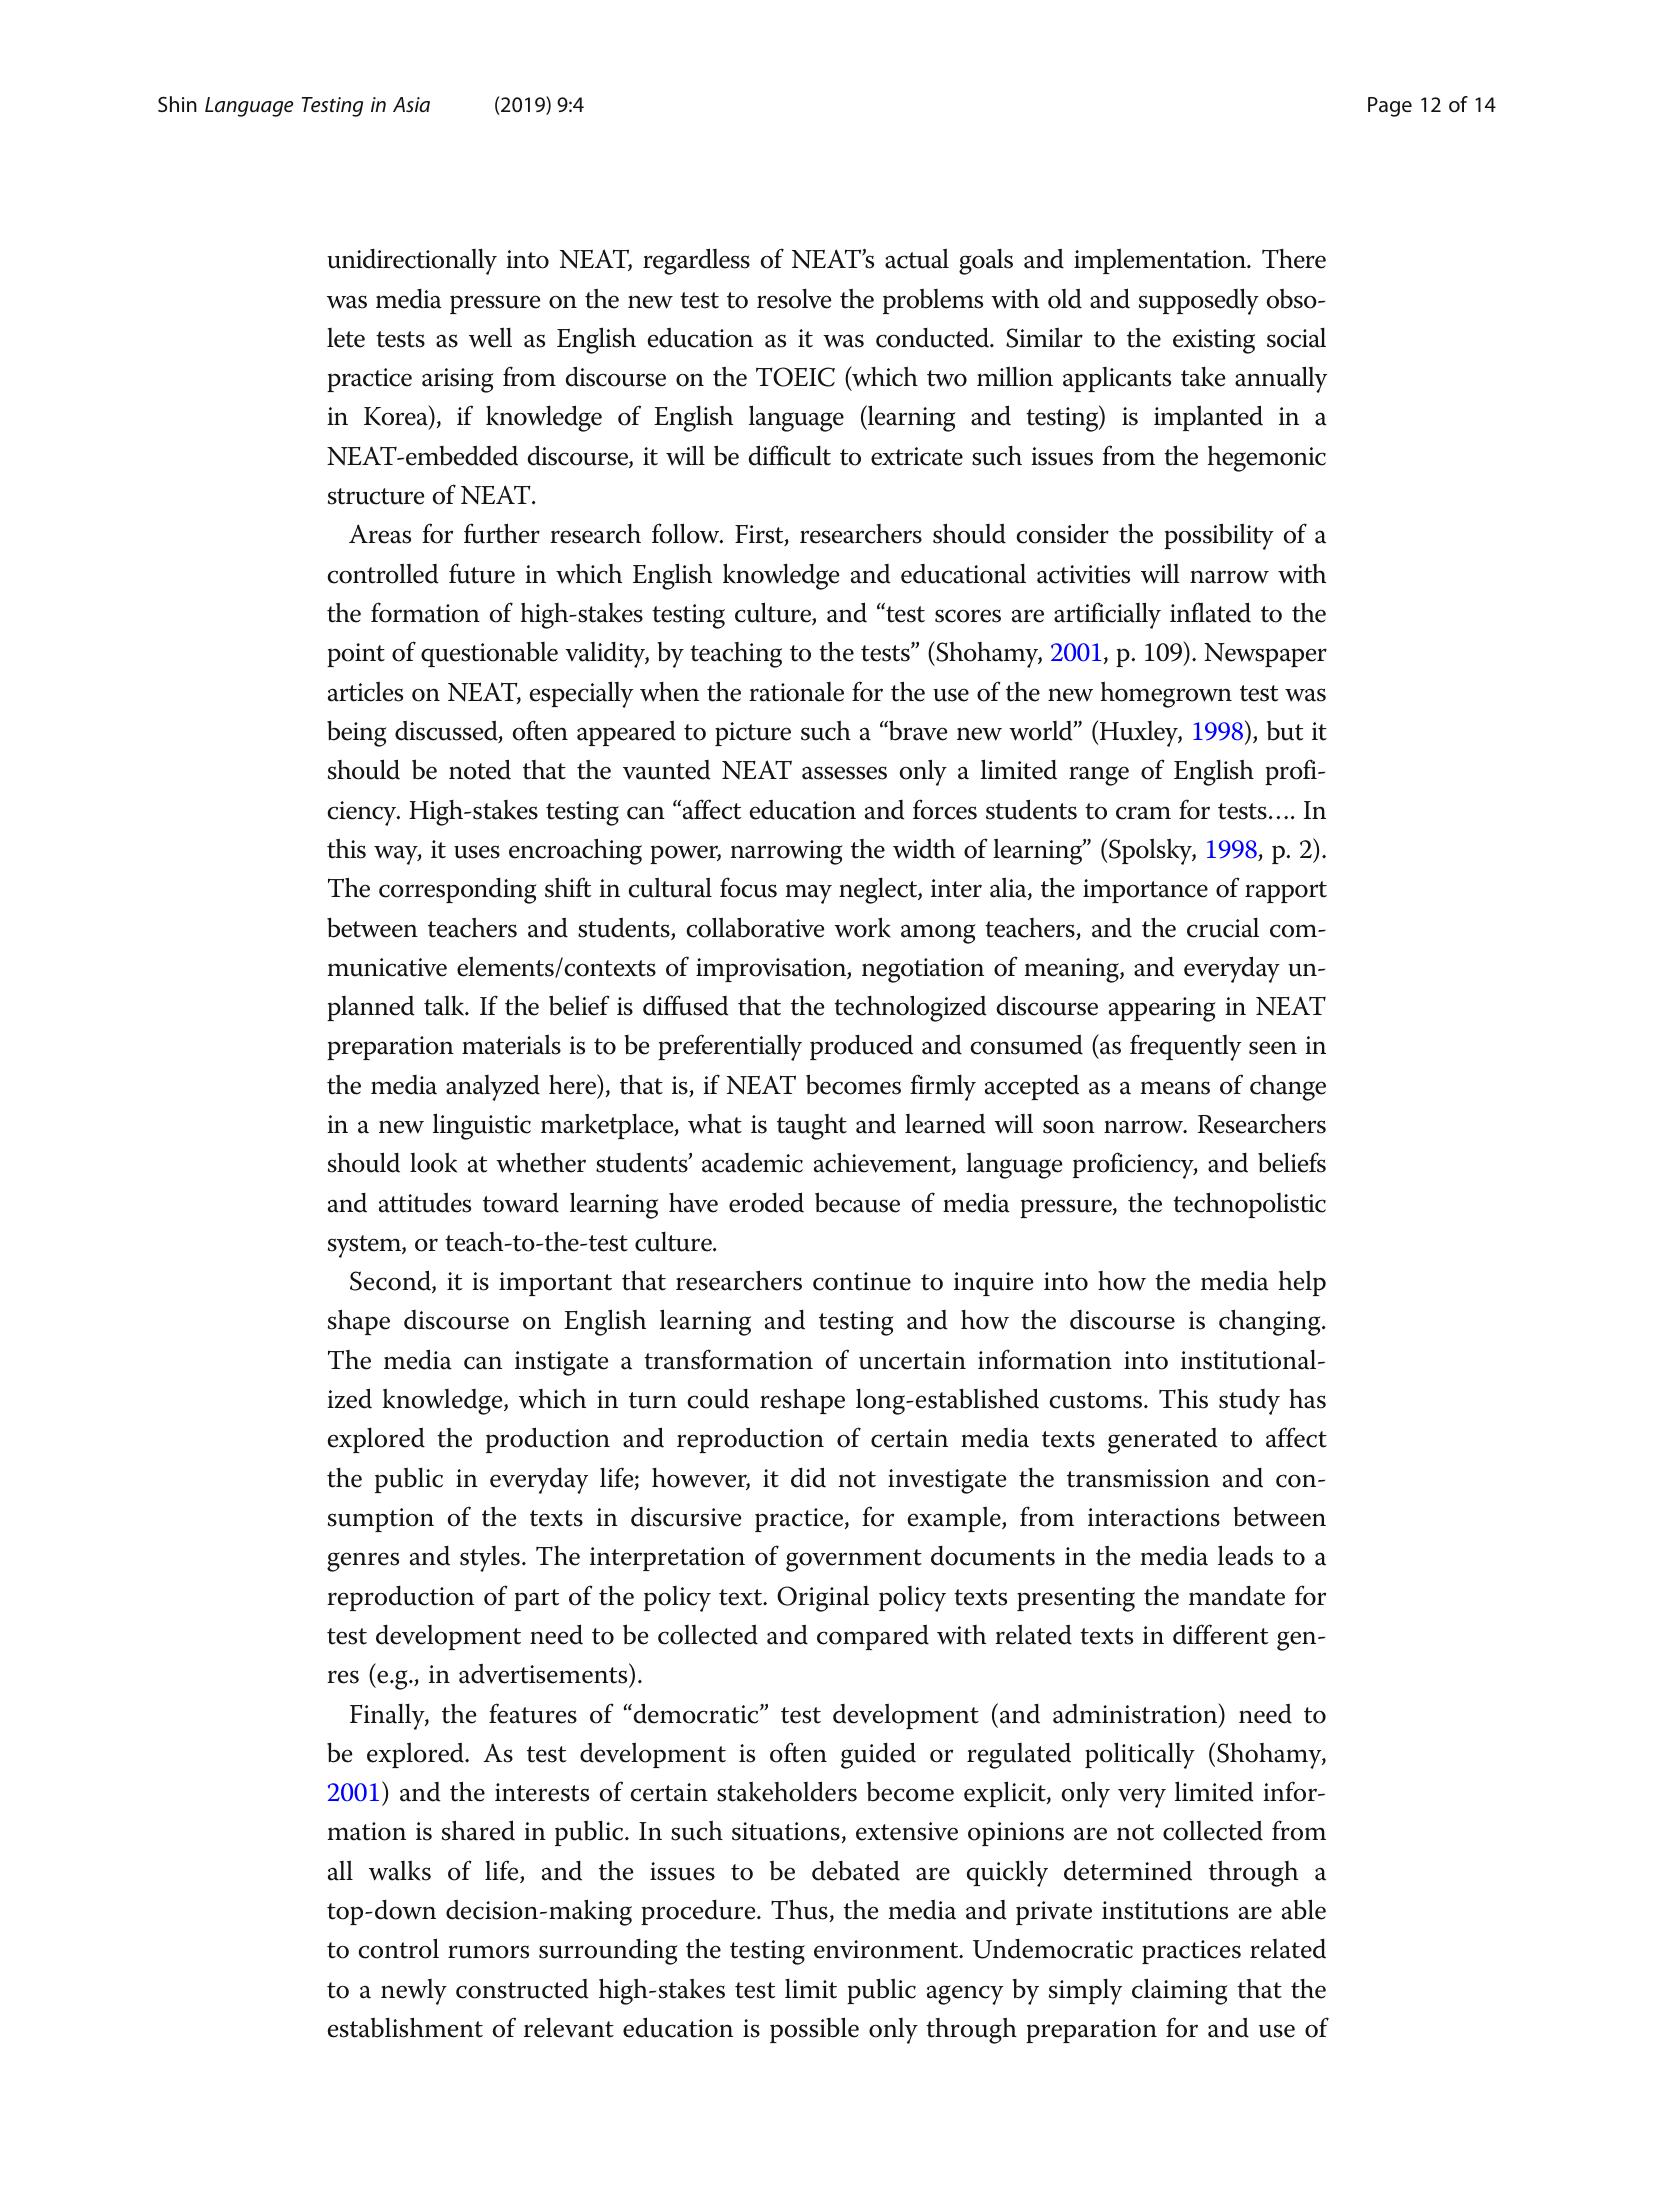 Shin Language Testing in Asia (2019) 9:4 Page 12 of 14
unidirectionally into NEAT, regardless of NEAT’s actual goals and implementation. There
was media pressure on the new test to resolve the problems with old and supposedly obso-
lete tests as well as English education as it was conducted. Similar to the existing social
practice arising from discourse on the TOEIC (which two million applicants take annually
in Korea), if knowledge of English language (learning and testing) is implanted in a
NEAT-embedded discourse, it will be difficult to extricate such issues from the hegemonic
structure of NEAT.
Areas for further research follow. First, researchers should consider the possibility of a
controlled future in which English knowledge and educational activities will narrow with
the formation of high-stakes testing culture, and “test scores are artificially inflated to the
point of questionable validity, by teaching to the tests” (Shohamy, 2001, p. 109). Newspaper
articles on NEAT, especially when the rationale for the use of the new homegrown test was
being discussed, often appeared to picture such a “brave new world” (Huxley, 1998), but it
should be noted that the vaunted NEAT assesses only a limited range of English profi-
ciency. High-stakes testing can “affect education and forces students to cram for tests…. In
this way, it uses encroaching power, narrowing the width of learning” (Spolsky, 1998, p. 2).
The corresponding shift in cultural focus may neglect, inter alia, the importance of rapport
between teachers and students, collaborative work among teachers, and the crucial com-
municative elements/contexts of improvisation, negotiation of meaning, and everyday un-
planned talk. If the belief is diffused that the technologized discourse appearing in NEAT
preparation materials is to be preferentially produced and consumed (as frequently seen in
the media analyzed here), that is, if NEAT becomes firmly accepted as a means of change
in a new linguistic marketplace, what is taught and learned will soon narrow. Researchers
should look at whether students’ academic achievement, language proficiency, and beliefs
and attitudes toward learning have eroded because of media pressure, the technopolistic
system, or teach-to-the-test culture.
Second, it is important that researchers continue to inquire into how the media help
shape discourse on English learning and testing and how the discourse is changing.
The media can instigate a transformation of uncertain information into institutional-
ized knowledge, which in turn could reshape long-established customs. This study has
explored the production and reproduction of certain media texts generated to affect
the public in everyday life; however, it did not investigate the transmission and con-
sumption of the texts in discursive practice, for example, from interactions between
genres and styles. The interpretation of government documents in the media leads to a
reproduction of part of the policy text. Original policy texts presenting the mandate for
test development need to be collected and compared with related texts in different gen-
res (e.g., in advertisements).
Finally, the features of “democratic” test development (and administration) need to
be explored. As test development is often guided or regulated politically (Shohamy,
2001) and the interests of certain stakeholders become explicit, only very limited infor-
mation is shared in public. In such situations, extensive opinions are not collected from
all walks of life, and the issues to be debated are quickly determined through a
top-down decision-making procedure. Thus, the media and private institutions are able
to control rumors surrounding the testing environment. Undemocratic practices related
to a newly constructed high-stakes test limit public agency by simply claiming that the
establishment of relevant education is possible only through preparation for and use of